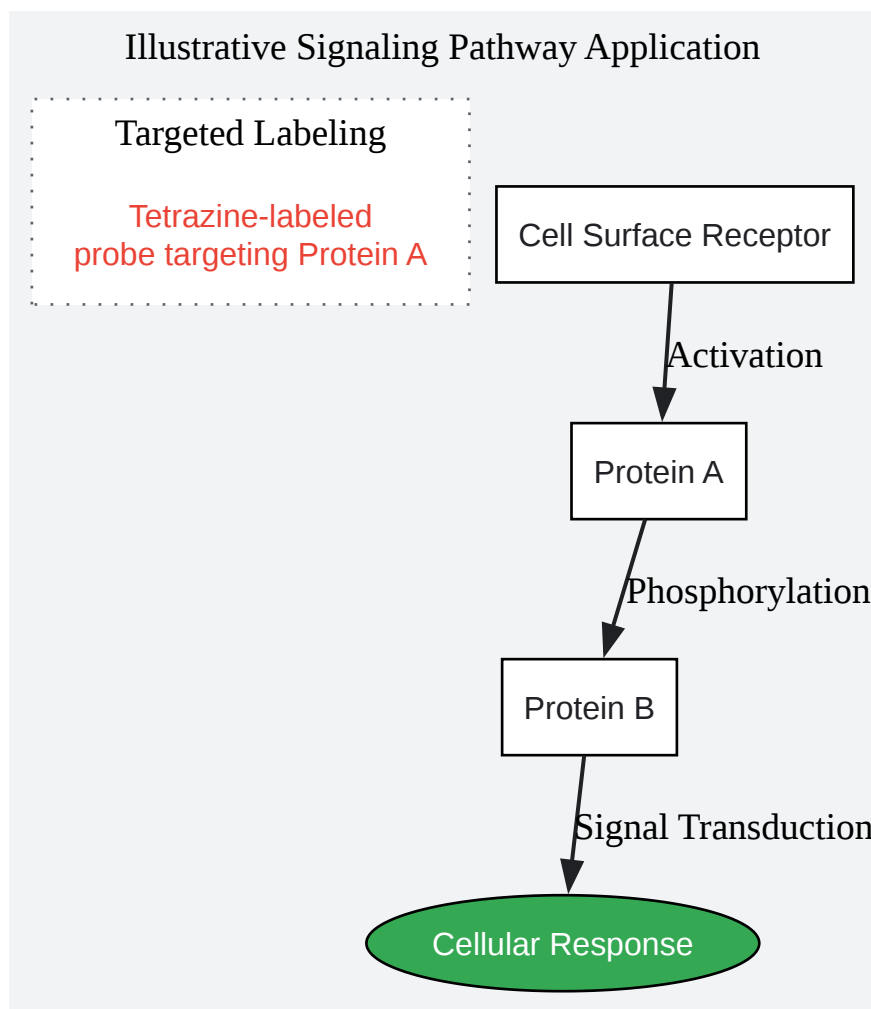 Illustrative Signaling Pathway Application
Targeted Labeling
Tetrazine-labeled
probe targeting Protein A
Cell Surface Receptor
Activation
Protein A
Phosphorylation
Protein B
Signal Transduction
Cellular Response